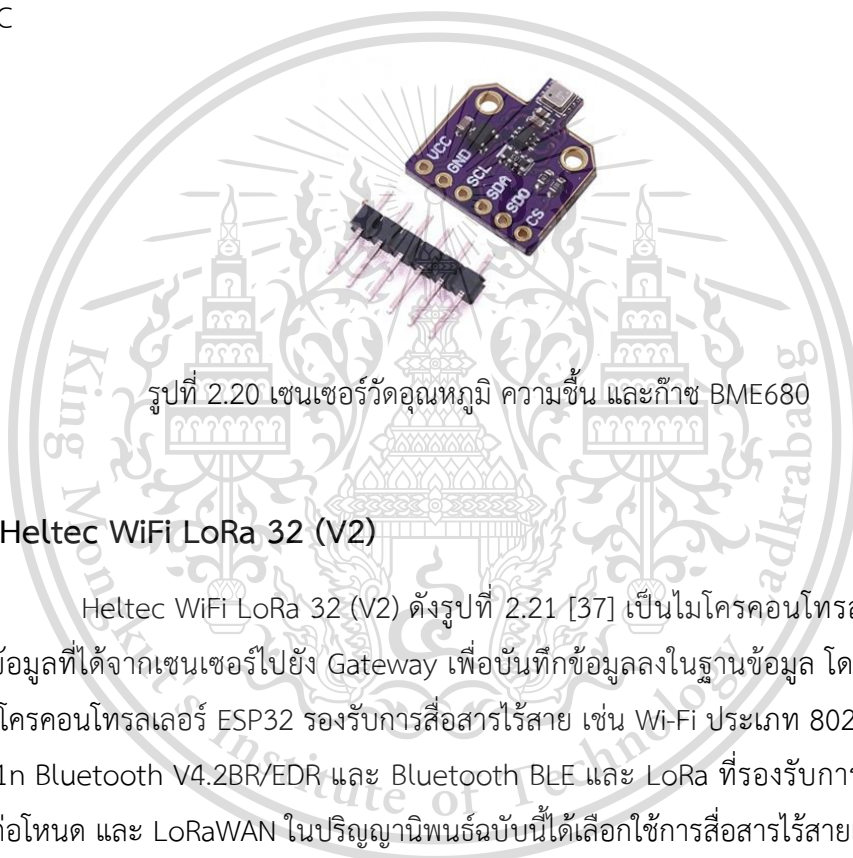 C
VCC
GND
SCL
SDA
SDO
CS
รูปที่ 2.20 เซนเซอร์วัดอุณหภูมิ ความชื้น และก๊าซ BME680
Heltec WiFi LoRa 32 (V2)
Heltec WiFi LoRa 32 (V2) ดังรูปที่ 2.21 [37] เป็นไมโครคอนโทรล
ข้อมูลที่ได้จากเซนเซอร์ไปยัง Gateway เพื่อบันทึกข้อมูลลงในฐานข้อมูล โด
โครคอนโทรลเลอร์ ESP32 รองรับการสื่อสารไร้สาย เช่น Wi-Fi ประเภท 802
1n Bluetooth V4.2BR/EDR และ Bluetooth BLE และ LoRa ที่รองรับการ
ต่อโหนด และ LoRaWAN ในปริญญานิพนธ์ฉบับนี้ได้เลือกใช้การสื่อสารไร้สาย
King Mongkut's Institute of Technology Ladkrabang